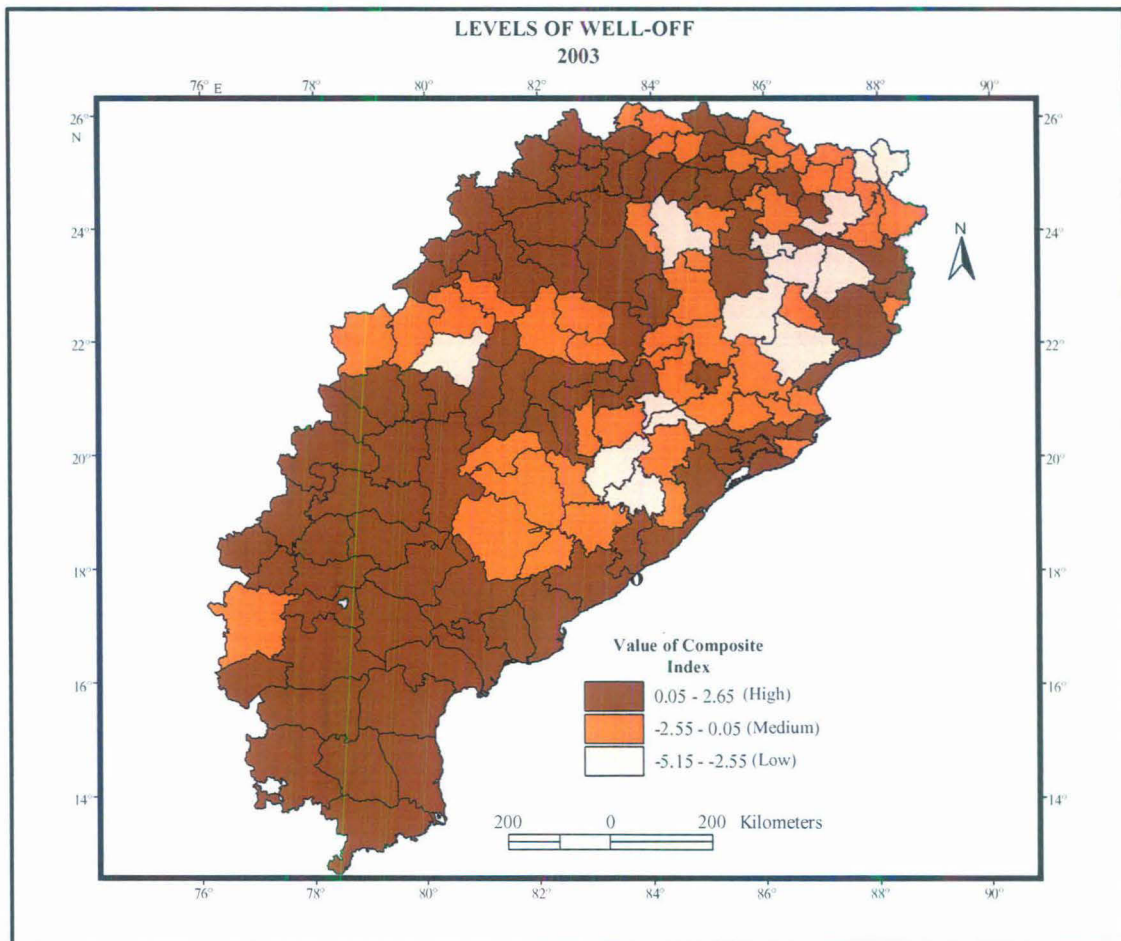 LEVELS OF WELL-OFF
2003
76° E 78° 80° 82° 84° 86° 88° 90°
26° 26°
N
24° 24°
N
22° 22°
20° 20°
18° 18°
Value of Composite
Index
16° 16°
0.05 - 2.65 (High)
-2.55 - 0.05 (Medium)
-5.15 - -2.55 (Low)
14° 14°
200 0 200 Kilometers
76° 78° 80° 82° 84° 86° 88° 90°